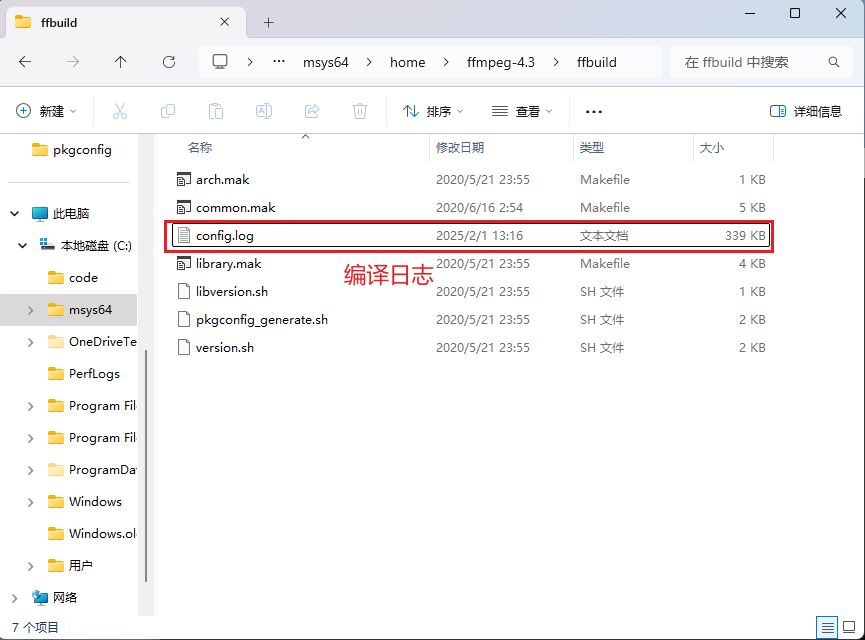 ffbuild
msys64 > home > ffmpeg-4.3 > ffbuild
在 ffbuild 中搜索
新建 排序 查看 详细信息
pkgconfig
此电脑
本地磁盘 (C:)
code
msys64
OneDriveTe
PerfLogs
Program Fil
Program Fil
ProgramDat
Windows
Windows.ol
用户
网络
名称 修改日期 类型 大小
arch.mak 2020/5/21 23:55 Makefile 1 KB
common.mak 2020/6/16 2:54 Makefile 5 KB
config.log 2025/2/1 13:16 文本文档 339 KB
library.mak 2020/5/21 23:55 Makefile 4 KB
编译日志
libversion.sh 2020/5/21 23:55 SH 文件 1 KB
pkgconfig_generate.sh 2020/5/21 23:55 SH 文件 2 KB
version.sh 2020/5/21 23:55 SH 文件 2 KB
7 个项目